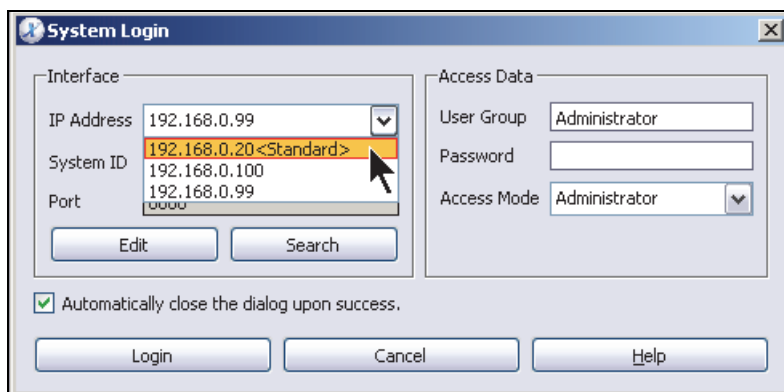 System Login
Interface
IP Address 192.168.0.99
192.168.0.20<Standard>
192.168.0.100
192.168.0.99
System ID
Port
Edit
Search
Access Data
User Group Administrator
Password
Access Mode Administrator
Automatically close the dialog upon success.
Login
Cancel
Help